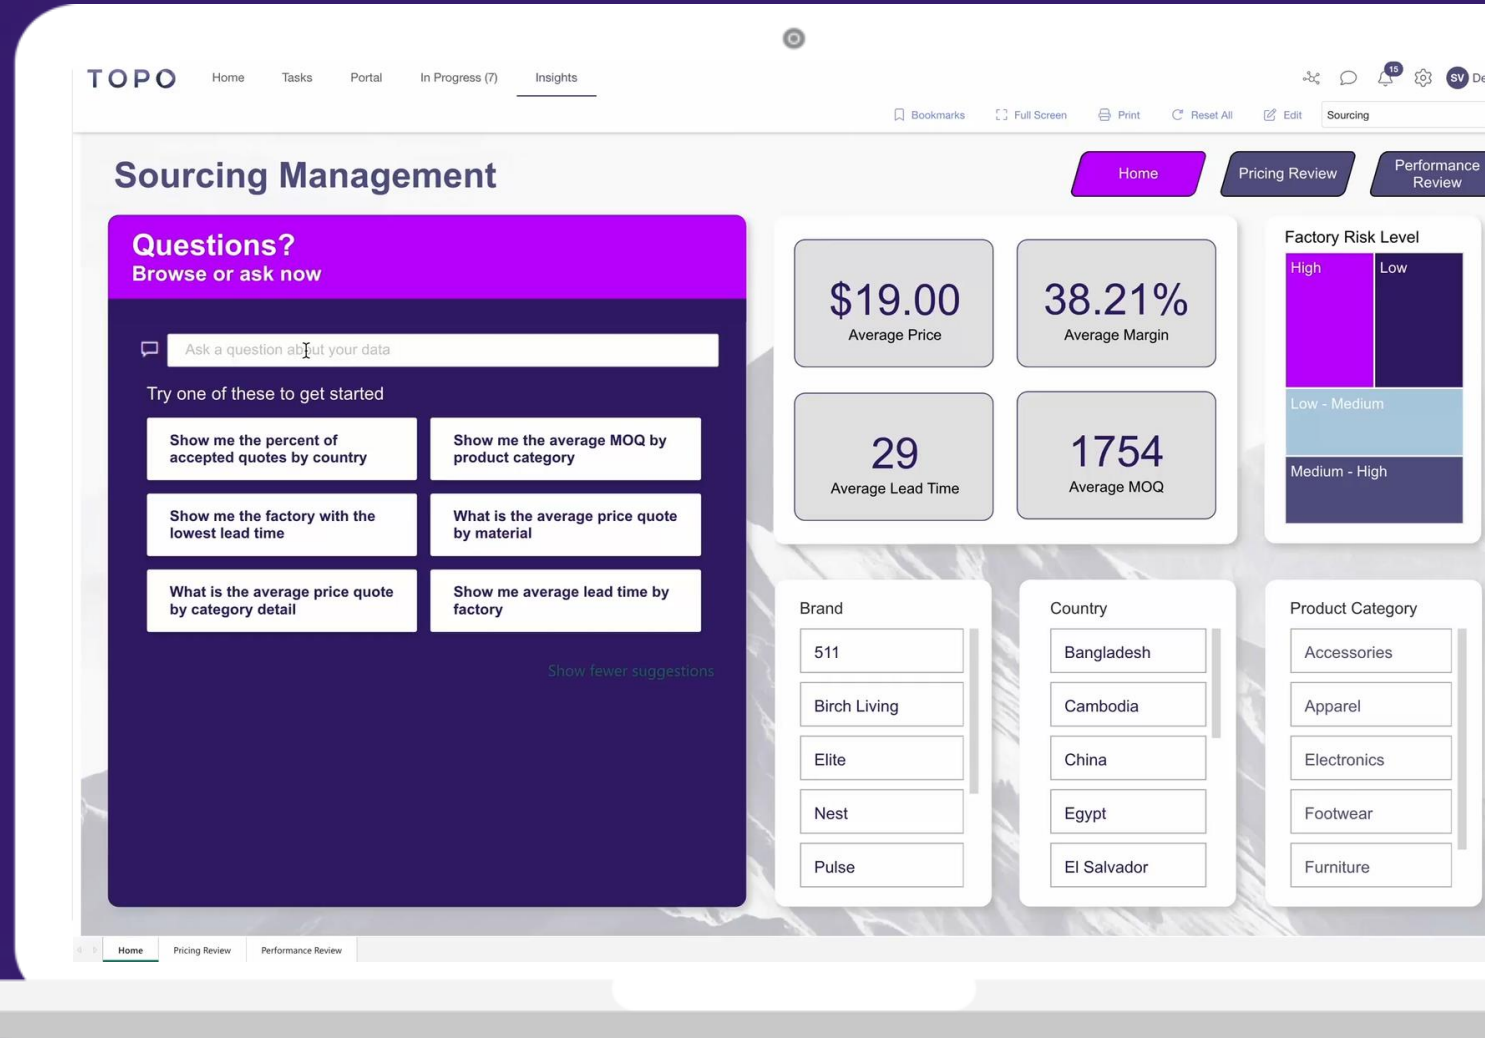 TOPO
Home
Tasks
Portal
In Progress (7)
Insights
15
SV
Bookmarks
Full Screen
Print
Reset All
Edit
Sourcing
Sourcing Management
Home
Pricing Review
Performance
Review
Questions?
Browse or ask now
Ask a question about your data
Try one of these to get started
Show me the percent of
accepted quotes by country
Show me the average MOQ by
product category
Show me the factory with the
lowest lead time
What is the average price quote
by material
What is the average price quote
by category detail
Show me average lead time by
factory
Show fewer suggestions
$19.00
Average Price
38.21%
Average Margin
29
Average Lead Time
1754
Average MOQ
Factory Risk Level
High
Low
Low - Medium
Medium - High
Brand
511
Birch Living
Elite
Nest
Pulse
Country
Bangladesh
Cambodia
China
Egypt
El Salvador
Product Category
Accessories
Apparel
Electronics
Footwear
Furniture
Home
Pricing Review
Performance Review